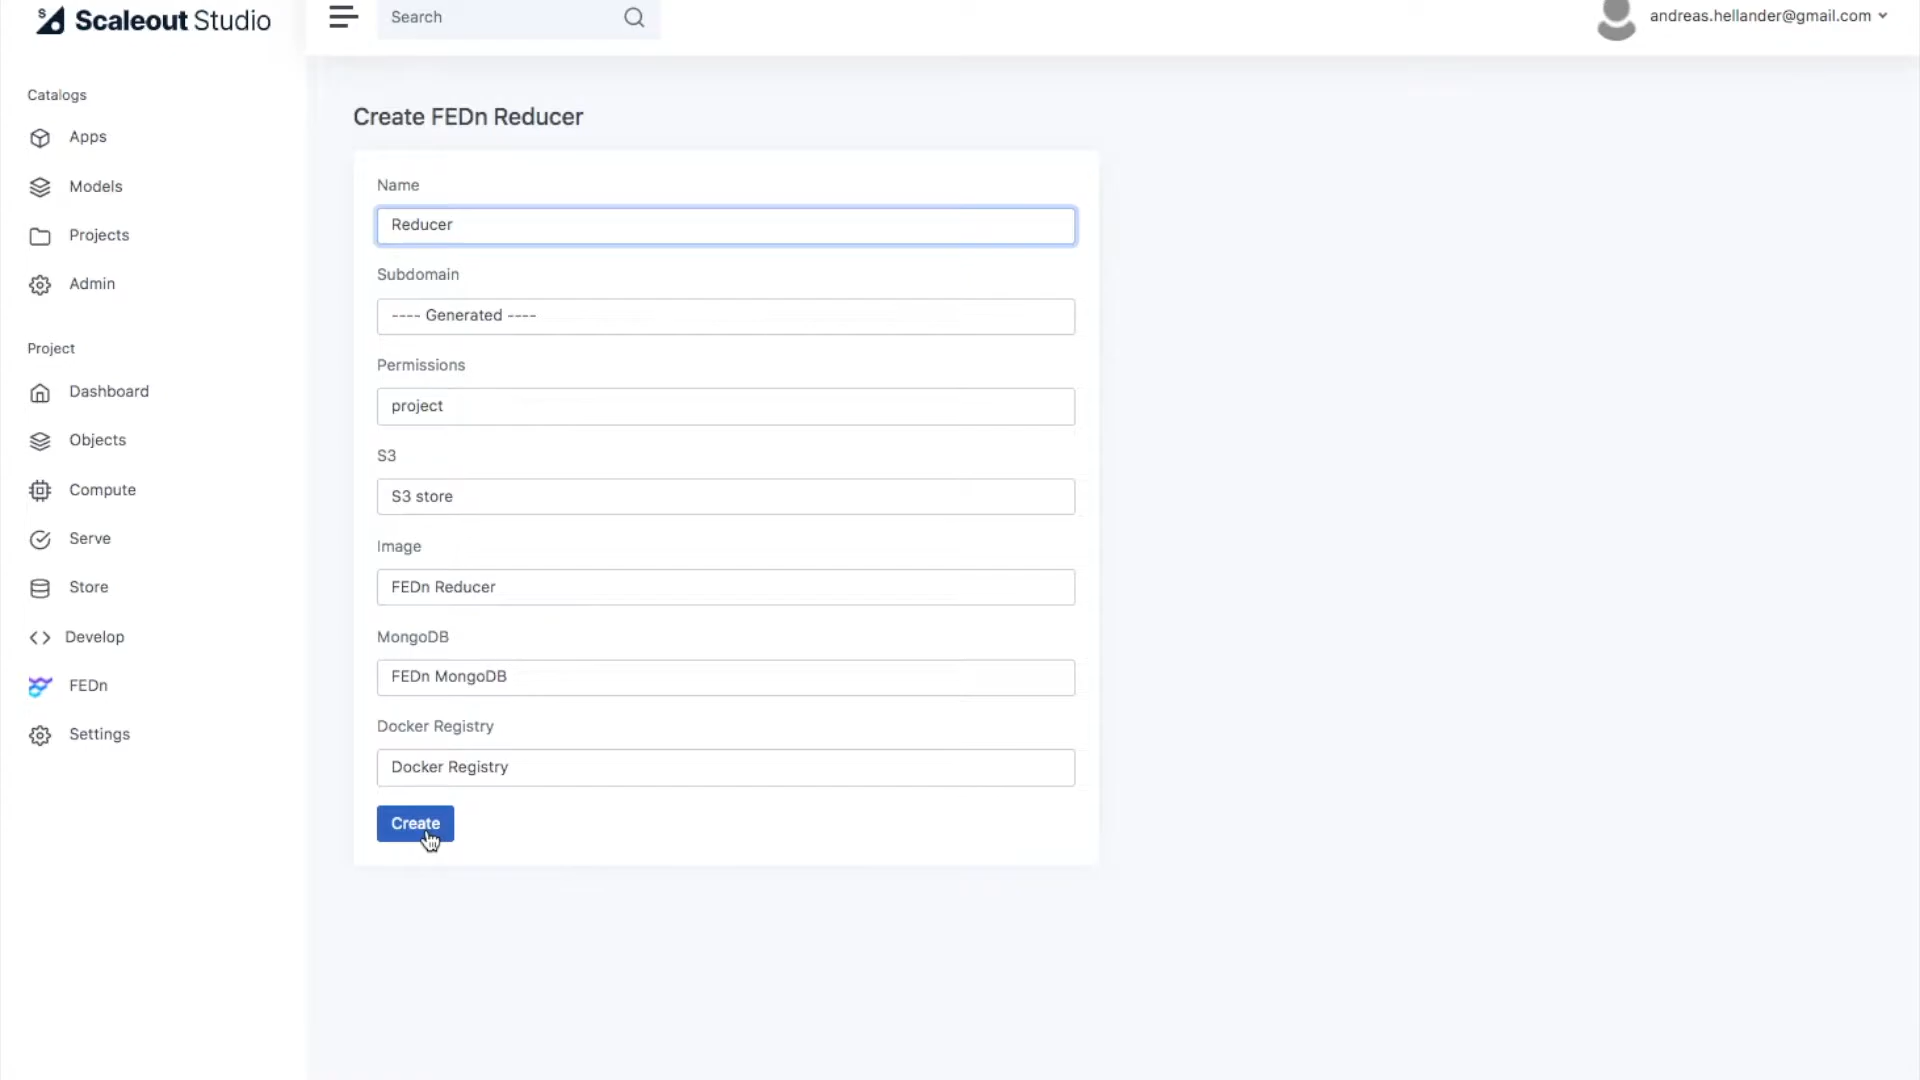 Scaleout Studio
Search
andreas.hellander@gmail.com
Catalogs
Apps
Models
Projects
Admin
Project
Dashboard
Objects
Compute
Serve
Store
Develop
FEDn
Settings
Create FEDn Reducer
Name
Reducer
Subdomain
---- Generated ----
Permissions
project
S3
S3 store
Image
FEDn Reducer
MongoDB
FEDn MongoDB
Docker Registry
Docker Registry
Create